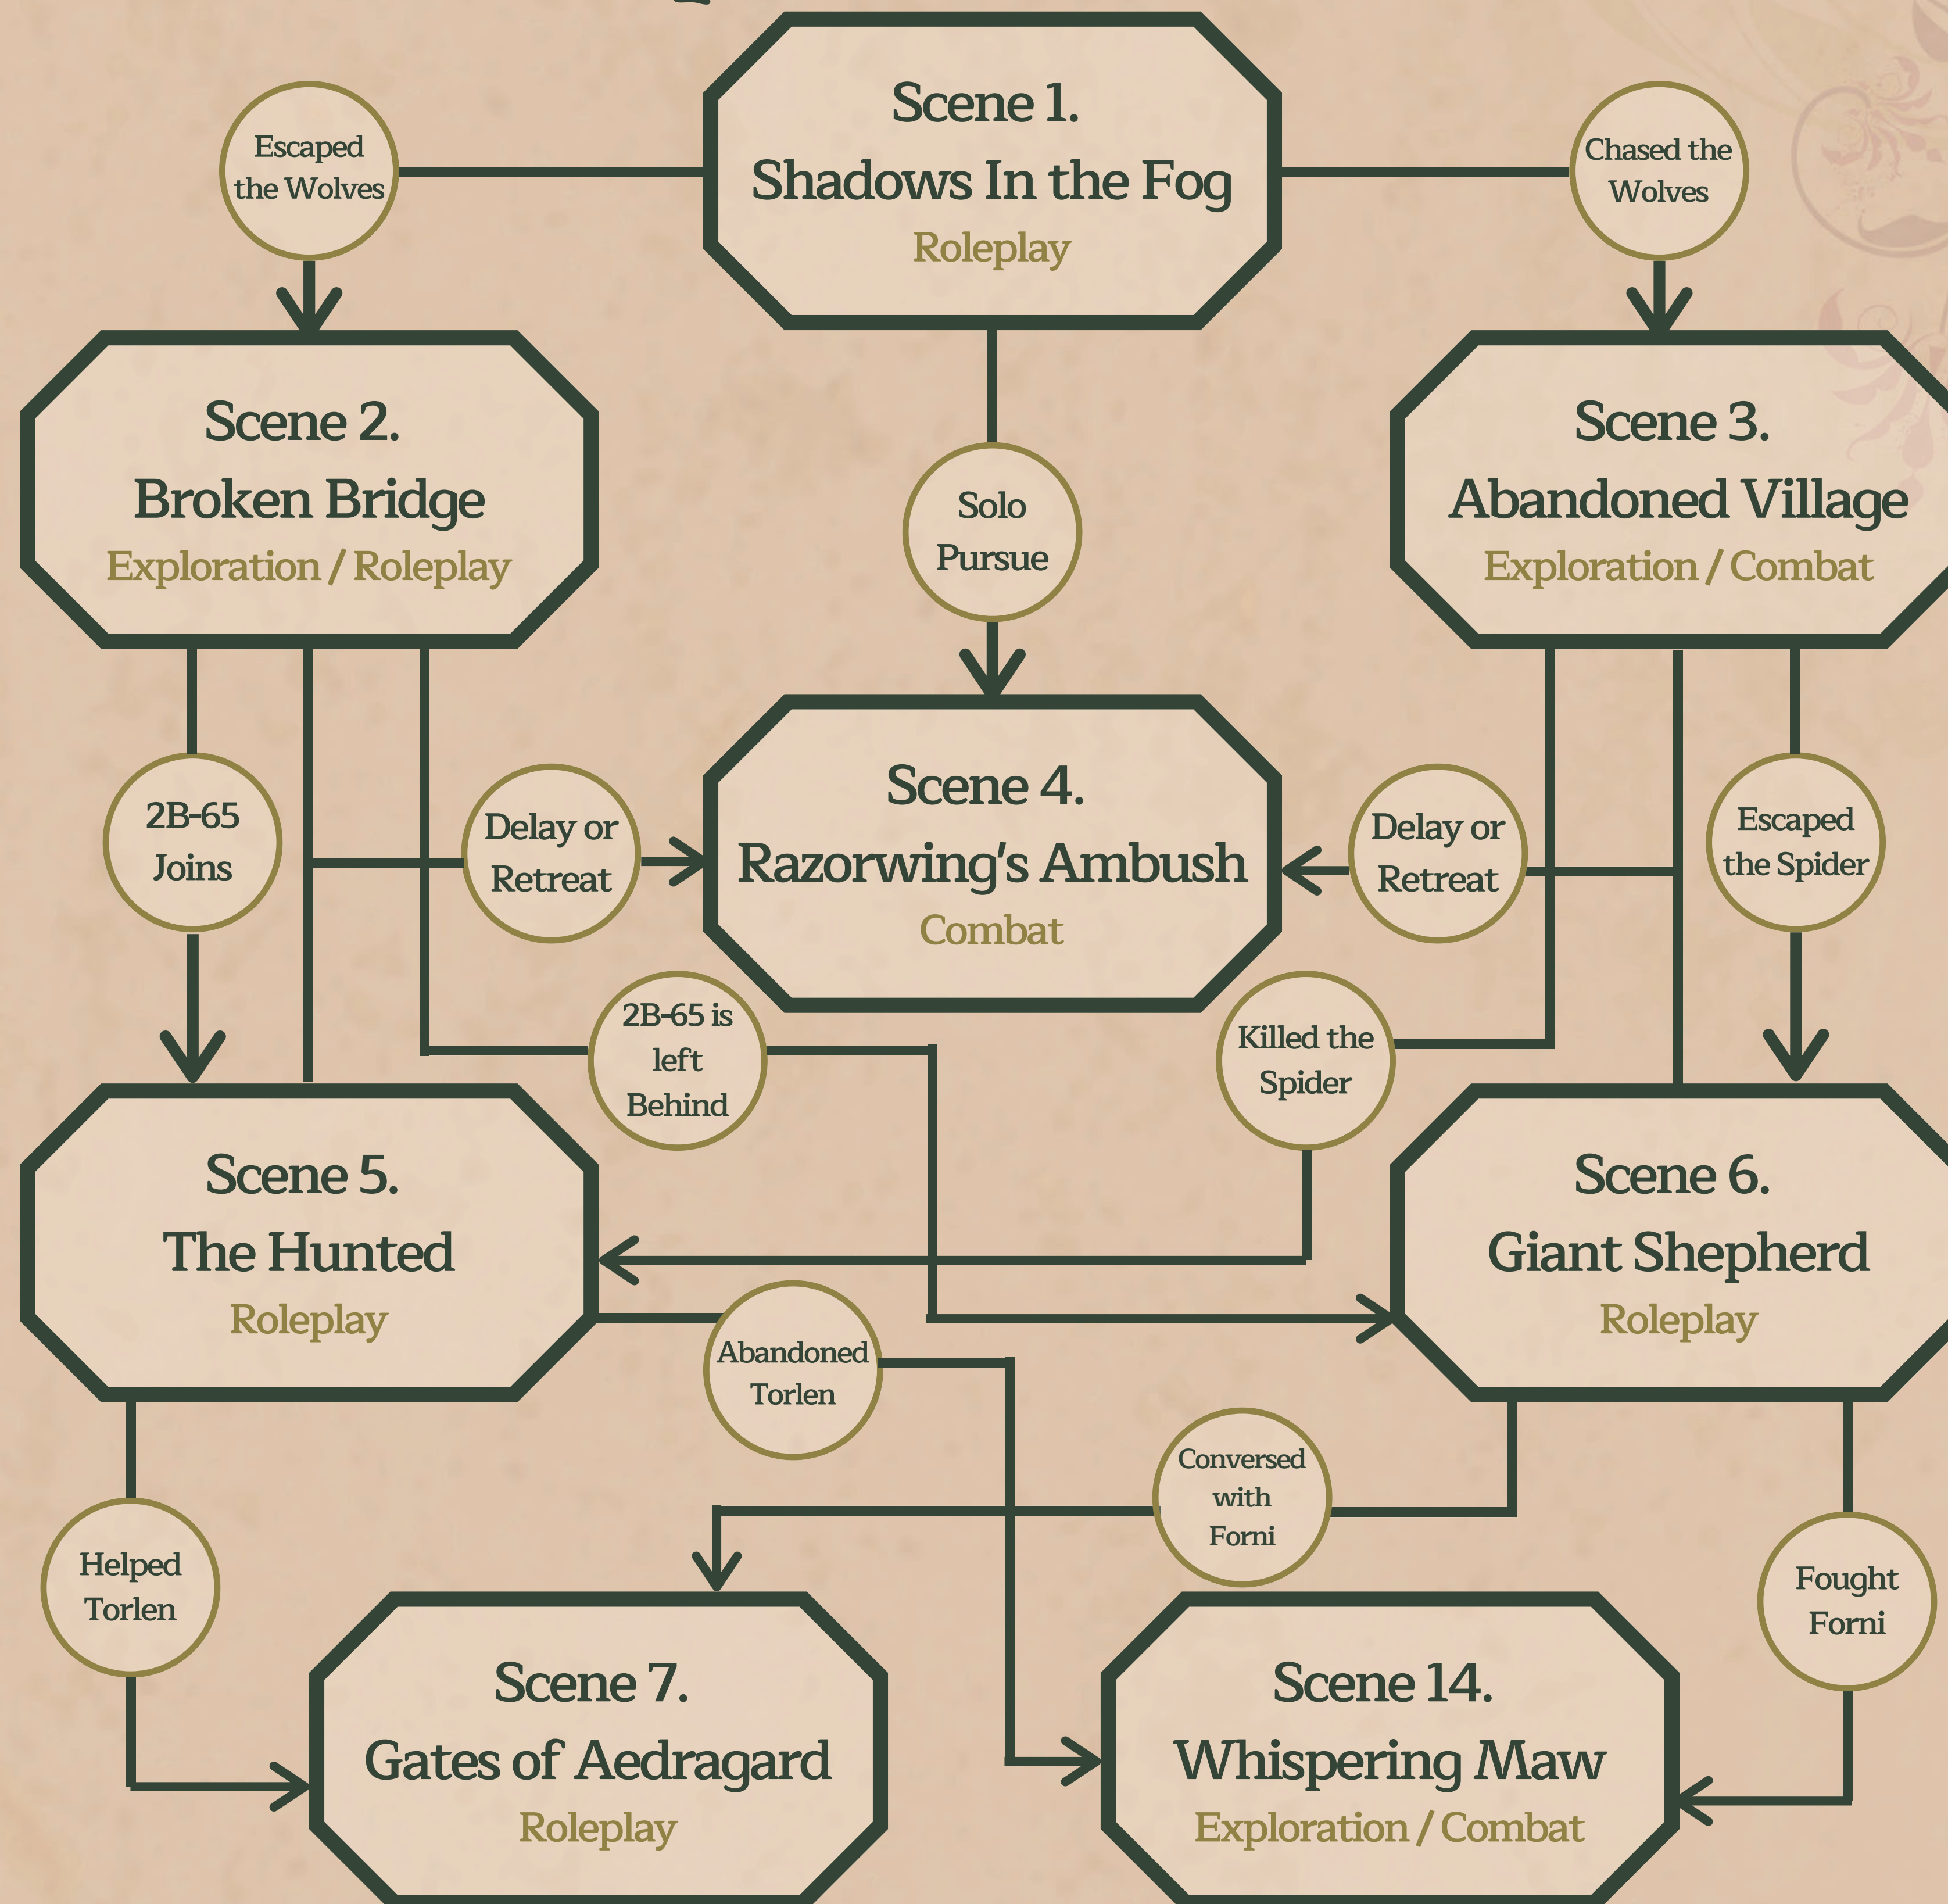 Scene 1.
Shadows In the Fog
Roleplay
Escaped
the Wolves
Chased the
Wolves
Scene 2.
Broken Bridge
Exploration / Roleplay
Solo
Pursue
Scene 3.
Abandoned Village
Exploration / Combat
2B-65
Joins
Delay or
Retreat
Scene 4.
Razorwing's Ambush
Combat
Delay or
Retreat
Escaped
the Spider
2B-65 is
left
Behind
Killed the
Spider
Scene 5.
The Hunted
Roleplay
Scene 6.
Giant Shepherd
Roleplay
Abandoned
Torlen
Conversed
with
Forni
Helped
Torlen
Fought
Forni
Scene 7.
Gates of Aedragard
Roleplay
Scene 14.
Whispering Maw
Exploration / Combat